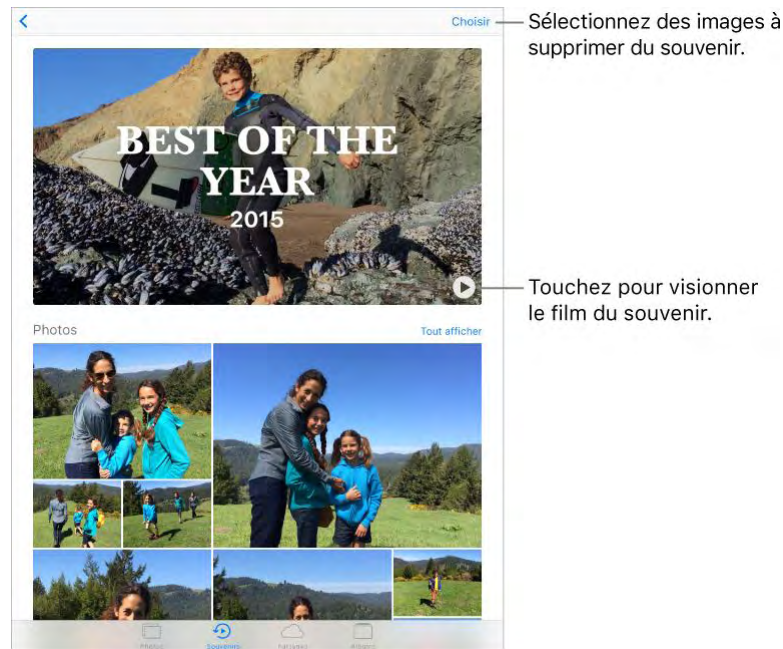 Choisir
Sélectionnez des images à
supprimer du souvenir.
BEST OF THE
YEAR
2015
Touchez pour visionner
le film du souvenir.
Photos
Tout afficher
Photos
Souvenirs
Partagées
Albums